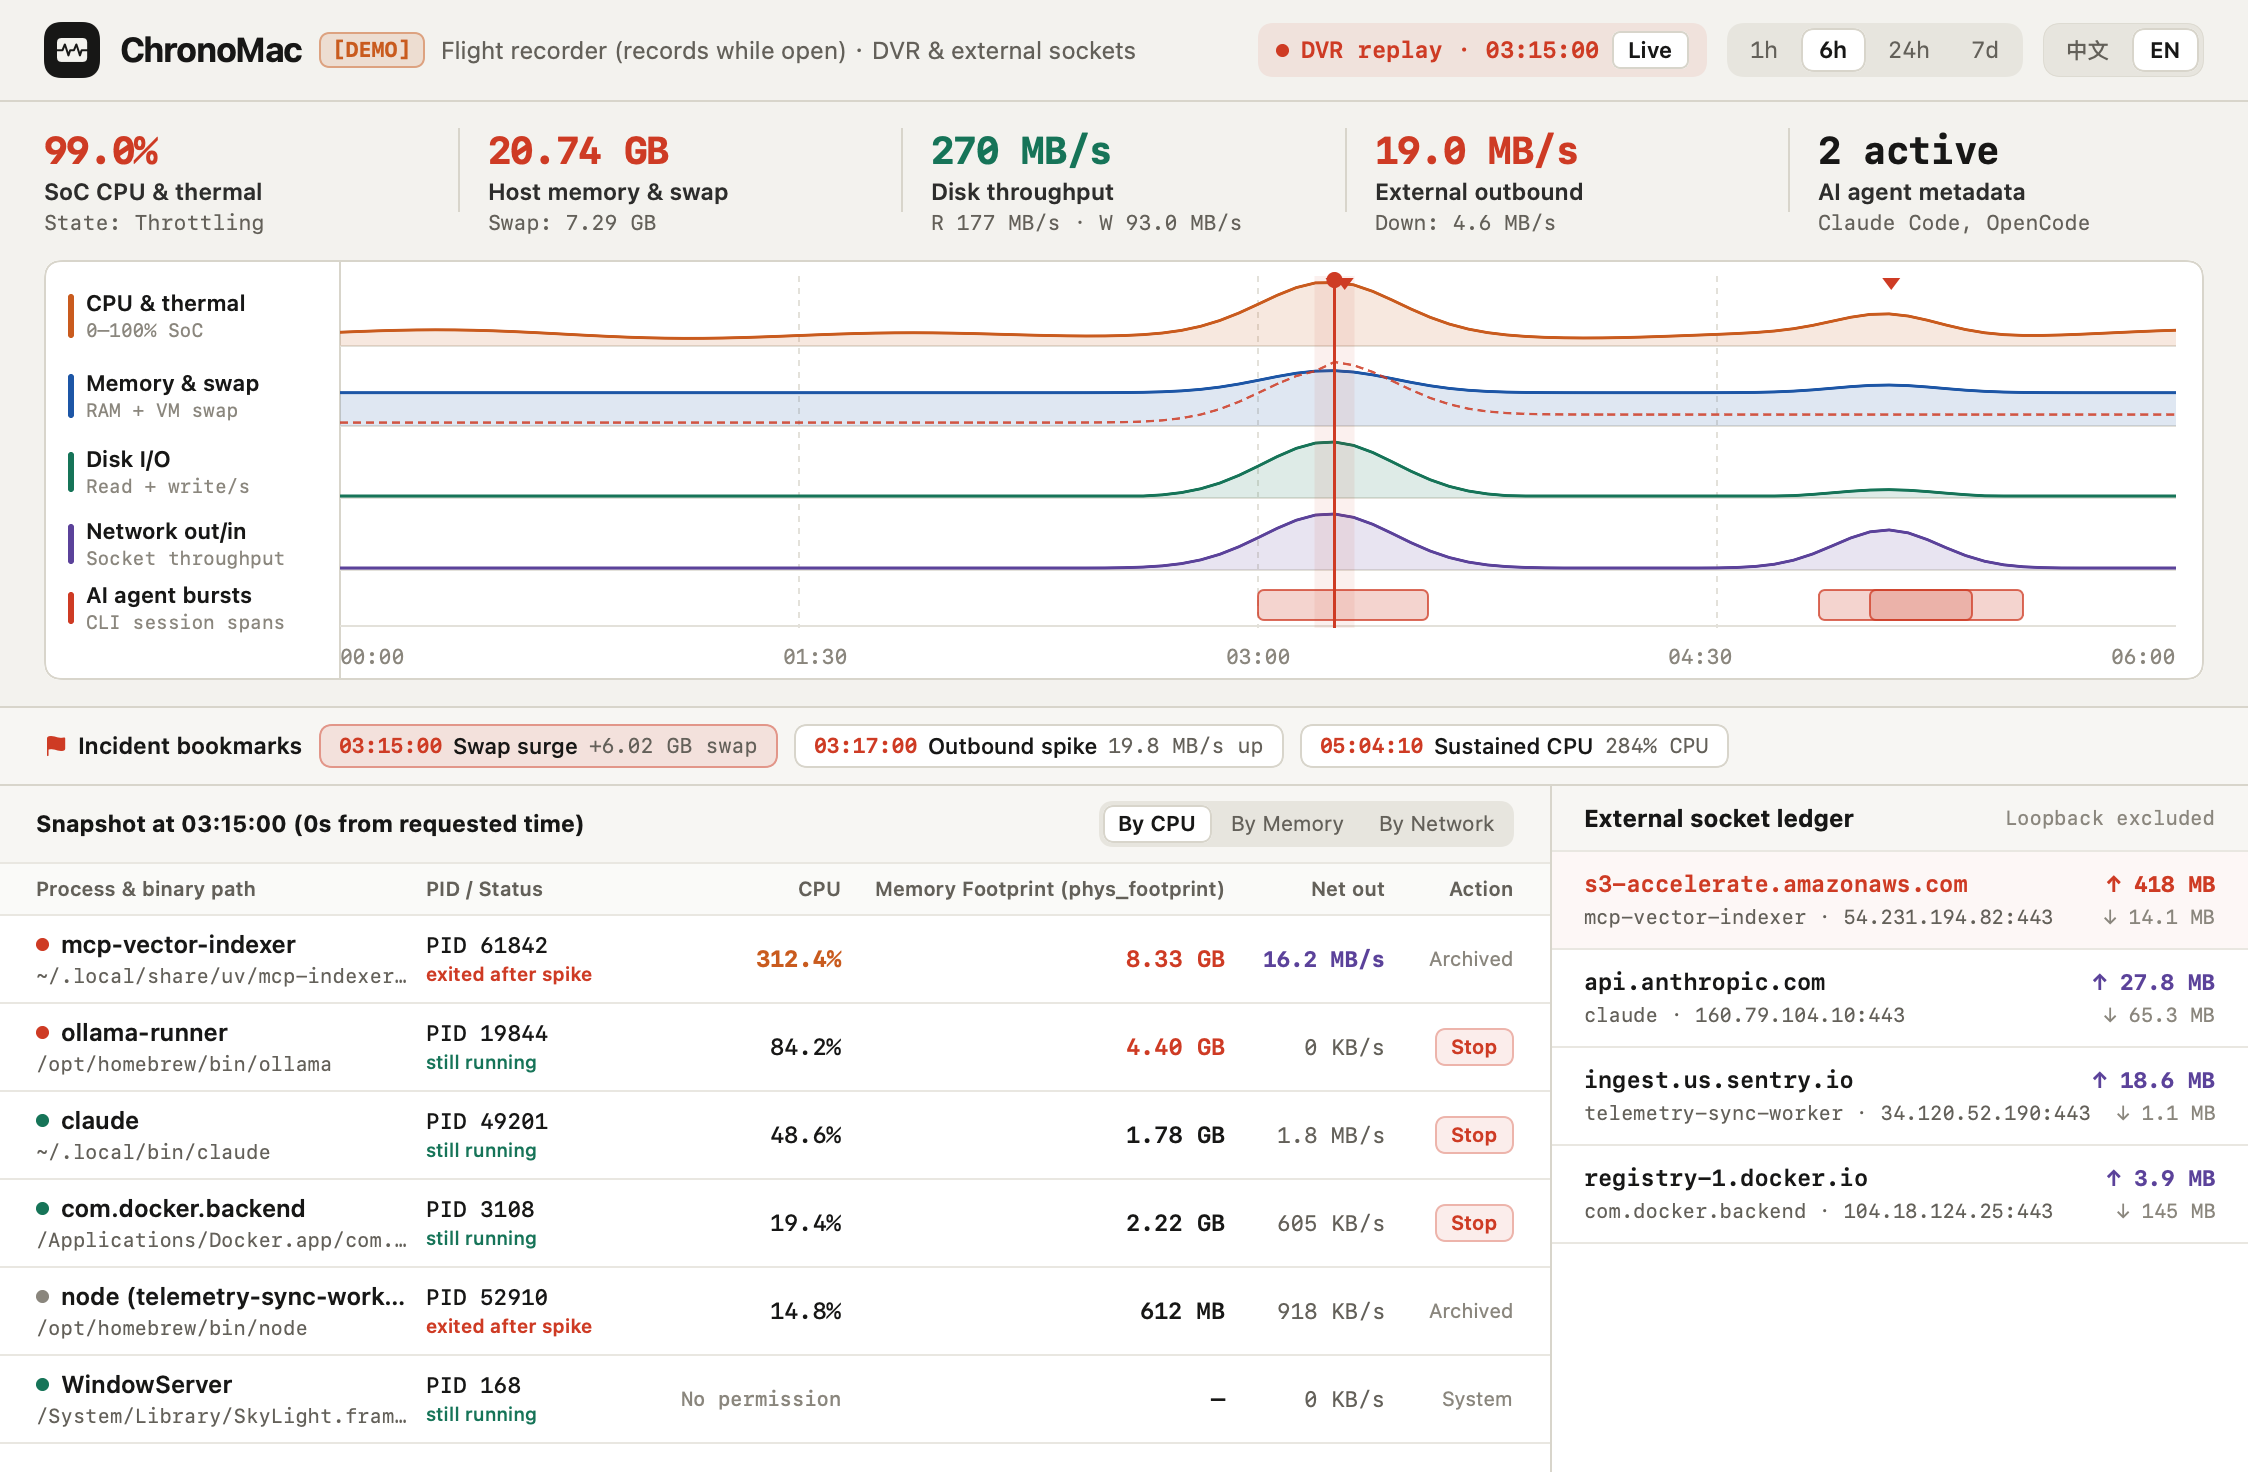 ChronoMac [DEMO] Flight recorder (records while open) · DVR & external sockets DVR replay · 03:15:00 Live 1h 6h 24h 7d 中文 EN
99.0% 20.74 GB 270 MB/s 19.0 MB/s 2 active
SoC CPU & thermal Host memory & swap Disk throughput External outbound AI agent metadata
State: Throttling Swap: 7.29 GB R 177 MB/s · W 93.0 MB/s Down: 4.6 MB/s Claude Code, OpenCode
CPU & thermal
0–100% SoC
Memory & swap
RAM + VM swap
Disk I/O
Read + write/s
Network out/in
Socket throughput
AI agent bursts
CLI session spans
00:00 01:30 03:00 04:30 06:00
Incident bookmarks 03:15:00 Swap surge +6.02 GB swap 03:17:00 Outbound spike 19.8 MB/s up 05:04:10 Sustained CPU 284% CPU
Snapshot at 03:15:00 (0s from requested time) By CPU By Memory By Network
Process & binary path PID / Status CPU Memory Footprint (phys_footprint) Net out Action
mcp-vector-indexer PID 61842 312.4% 8.33 GB 16.2 MB/s Archived
~/.local/share/uv/mcp-indexer… exited after spike
ollama-runner PID 19844 84.2% 4.40 GB 0 KB/s Stop
/opt/homebrew/bin/ollama still running
claude PID 49201 48.6% 1.78 GB 1.8 MB/s Stop
~/.local/bin/claude still running
com.docker.backend PID 3108 19.4% 2.22 GB 605 KB/s Stop
/Applications/Docker.app/com.… still running
node (telemetry-sync-work… PID 52910 14.8% 612 MB 918 KB/s Archived
/opt/homebrew/bin/node exited after spike
WindowServer PID 168 No permission — 0 KB/s System
/System/Library/SkyLight.fram… still running
External socket ledger Loopback excluded
s3-accelerate.amazonaws.com ↑ 418 MB
mcp-vector-indexer · 54.231.194.82:443 ↓ 14.1 MB
api.anthropic.com ↑ 27.8 MB
claude · 160.79.104.10:443 ↓ 65.3 MB
ingest.us.sentry.io ↑ 18.6 MB
telemetry-sync-worker · 34.120.52.190:443 ↓ 1.1 MB
registry-1.docker.io ↑ 3.9 MB
com.docker.backend · 104.18.124.25:443 ↓ 145 MB